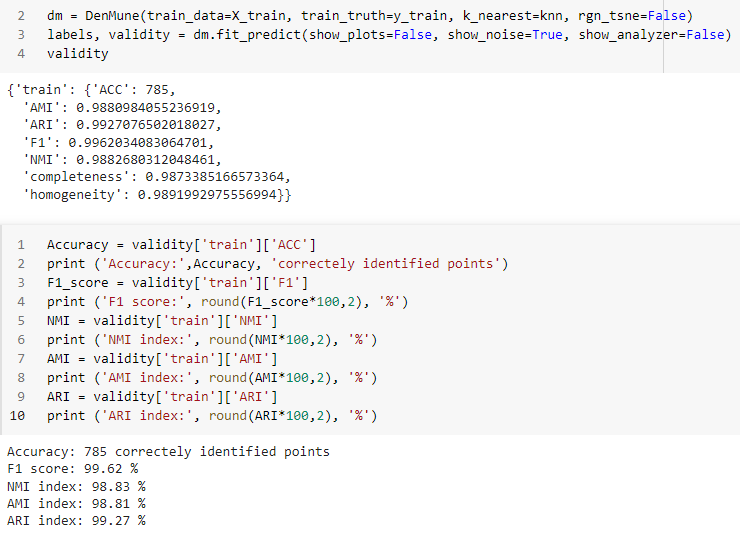 2 dm = DenMune(train_data=X_train, train_truth=y_train, k_nearest=knn, rgn_tsne=False)
3 labels, validity = dm.fit_predict(show_plots=False, show_noise=True, show_analyzer=False)
4 validity
{'train': {'ACC': 785,
'AMI': 0.9880984055236919,
'ARI': 0.9927076502018027,
'F1': 0.9962034083064701,
'NMI': 0.9882680312048461,
'completeness': 0.9873385166573364,
'homogeneity': 0.9891992975556994}}
1 Accuracy = validity['train']['ACC']
2 print ('Accuracy:',Accuracy, 'correctely identified points')
3 F1_score = validity['train']['F1']
4 print ('F1 score:', round(F1_score*100,2), '%')
5 NMI = validity['train']['NMI']
6 print ('NMI index:', round(NMI*100,2), '%')
7 AMI = validity['train']['AMI']
8 print ('AMI index:', round(AMI*100,2), '%')
9 ARI = validity['train']['ARI']
10 print ('ARI index:', round(ARI*100,2), '%')
Accuracy: 785 correctely identified points
F1 score: 99.62 %
NMI index: 98.83 %
AMI index: 98.81 %
ARI index: 99.27 %